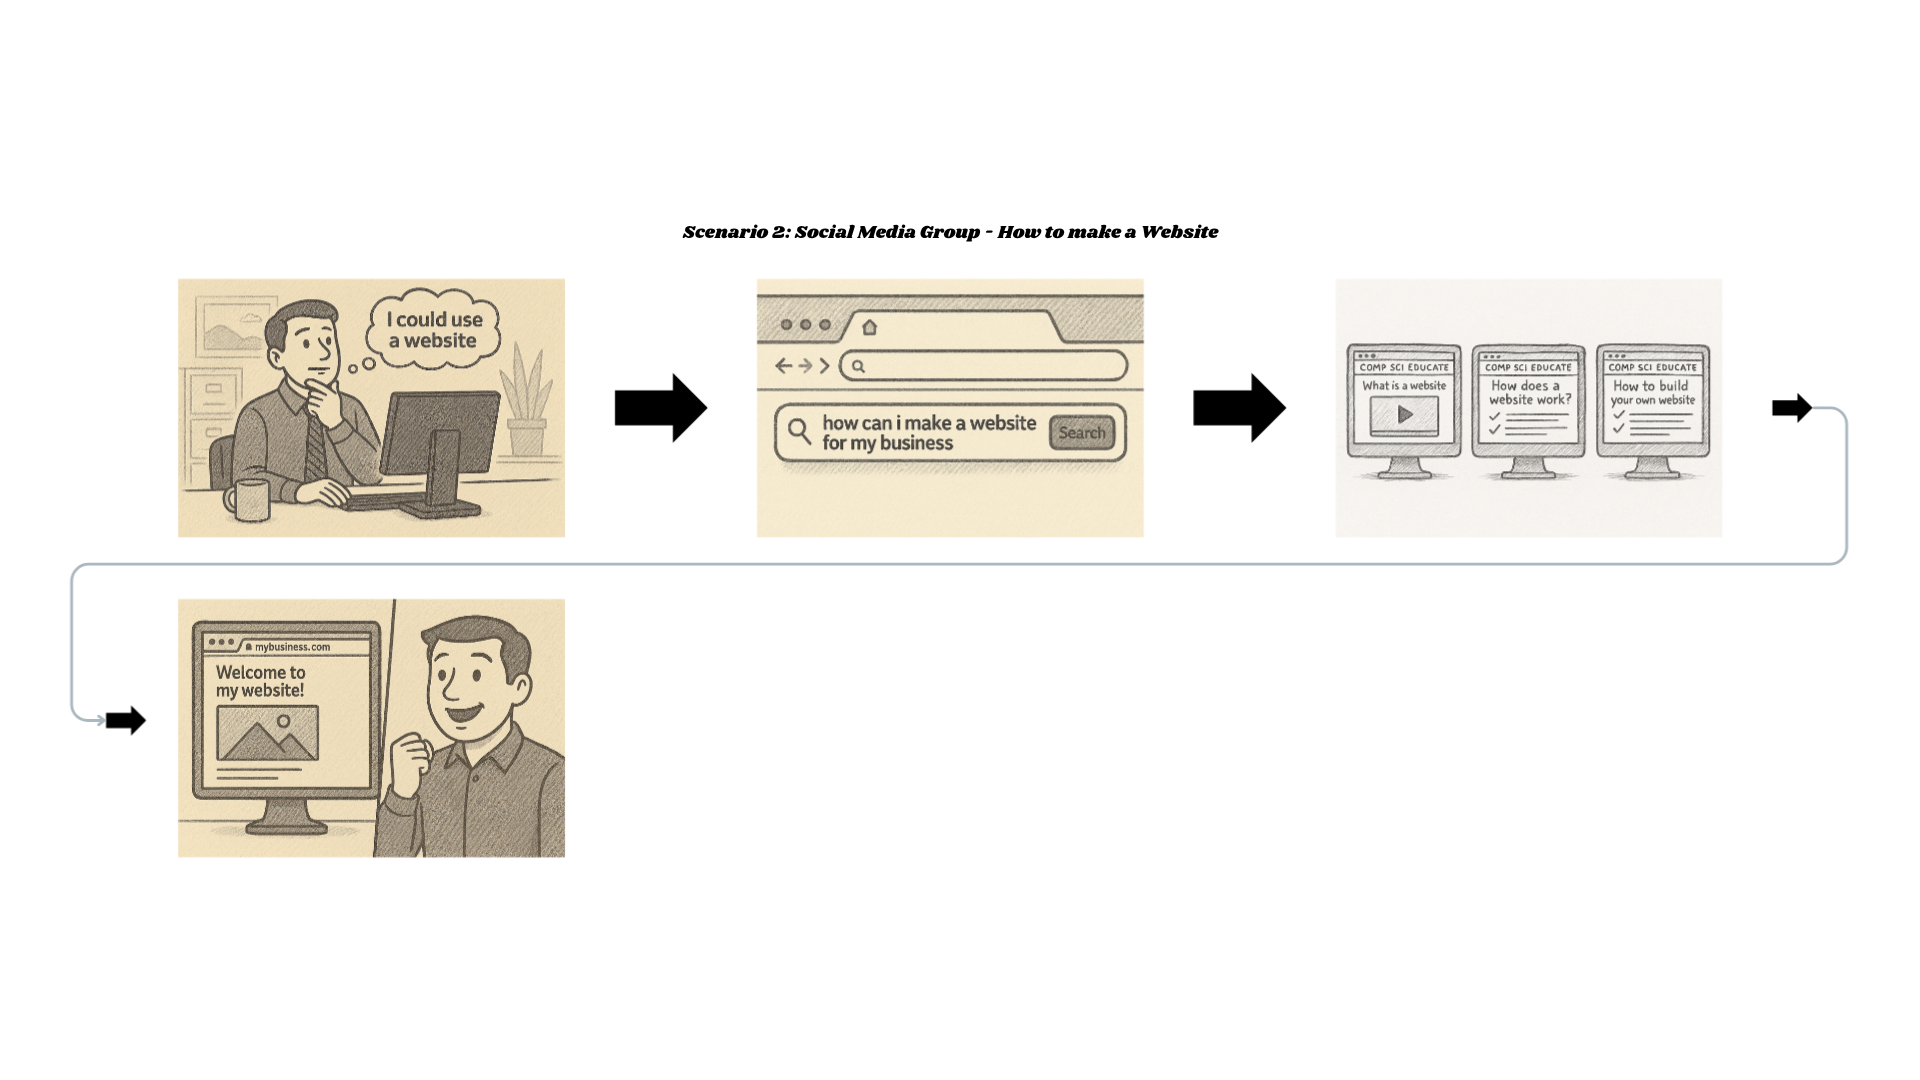 Scenario 2: Social Media Group - How to make a Website
I could use
a website
how can i make a website
for my business
Search
COMP SCI EDUCATE
What is a website
COMP SCI EDUCATE
How does a
website work?
COMP SCI EDUCATE
How to build
your own website
mybusiness.com
Welcome to
my website!